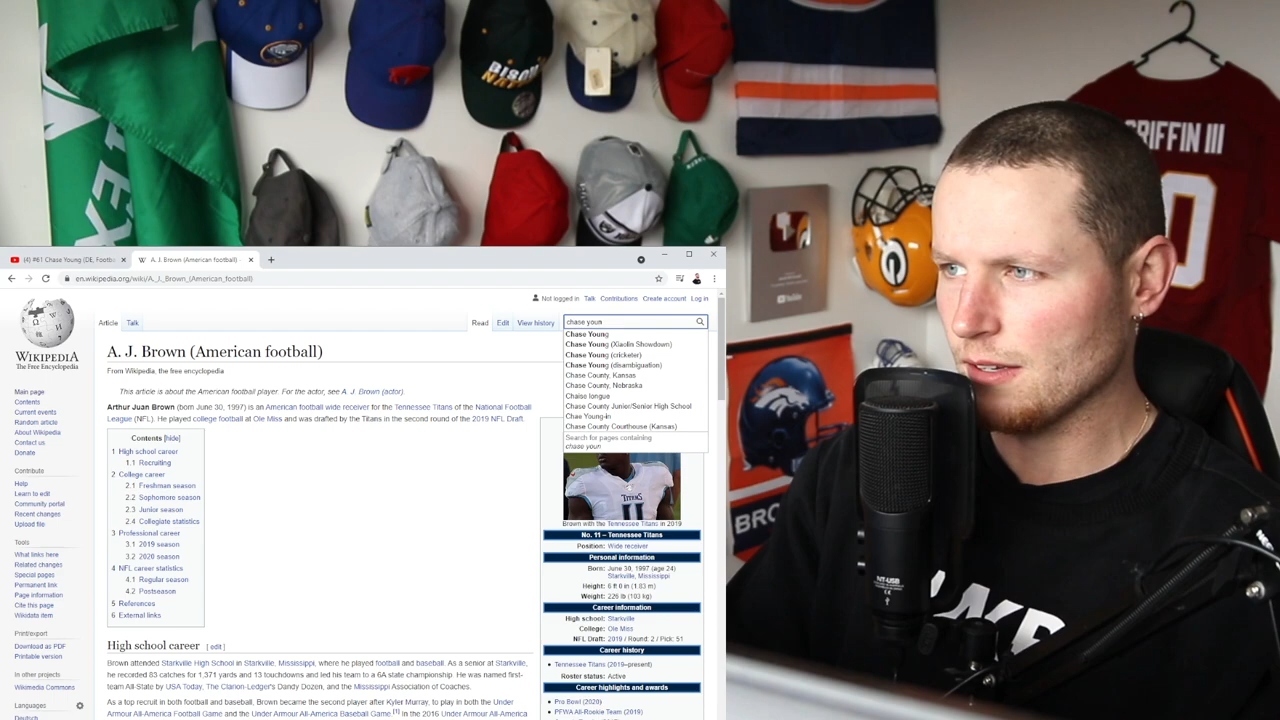 BISON
NATION
RIFFIN III
0
YouTube
G
BRO
NT-USB
(4) #61 Chase Young (DE, Footb
A. J. Brown (American football) -
en.wikipedia.org/wiki/A._J._Brown_(American_football)
Not logged in Talk Contributions Create account Log in
Article Talk Read Edit View history
chase youn
WIKIPEDIA
The Free Encyclopedia
Main page
Contents
Current events
Random article
About Wikipedia
Contact us
Donate
Contribute
Help
Learn to edit
Community portal
Recent changes
Upload file
Tools
What links here
Related changes
Special pages
Permanent link
Page information
Cite this page
Wikidata item
Print/export
Download as PDF
Printable version
In other projects
Wikimedia Commons
Languages
Deutsch
A. J. Brown (American football)
From Wikipedia, the free encyclopedia
This article is about the American football player. For the actor, see A. J. Brown (actor).
Arthur Juan Brown (born June 30, 1997) is an American football wide receiver for the Tennessee Titans of the National Football
League (NFL). He played college football at Ole Miss and was drafted by the Titans in the second round of the 2019 NFL Draft.
Contents [hide]
1 High school career
1.1 Recruiting
2 College career
2.1 Freshman season
2.2 Sophomore season
2.3 Junior season
2.4 Collegiate statistics
3 Professional career
3.1 2019 season
3.2 2020 season
4 NFL career statistics
4.1 Regular season
4.2 Postseason
5 References
6 External links
High school career [ edit ]
Brown attended Starkville High School in Starkville, Mississippi, where he played football and baseball. As a senior at Starkville,
he recorded 83 catches for 1,371 yards and 13 touchdowns and led his team to a 6A state championship. He was named first-
team All-State by USA Today, The Clarion-Ledger's Dandy Dozen, and the Mississippi Association of Coaches.
As a top recruit in both football and baseball, Brown became the second player after Kyler Murray, to play in both the Under
Armour All-America Football Game and the Under Armour All-America Baseball Game.[1] In the 2016 Under Armour All-America
Chase Young
Chase Young (Xiaolin Showdown)
Chase Young (cricketer)
Chase Young (disambiguation)
Chase County, Kansas
Chase County, Nebraska
Chaise longue
Chase County Junior/Senior High School
Chae Young-in
Chase County Courthouse (Kansas)
Search for pages containing
chase youn
TITANS
11
Brown with the Tennessee Titans in 2019
No. 11 – Tennessee Titans
Position: Wide receiver
Personal information
Born: June 30, 1997 (age 24)
Starkville, Mississippi
Height: 6 ft 0 in (1.83 m)
Weight: 226 lb (103 kg)
Career information
High school: Starkville
College: Ole Miss
NFL Draft: 2019 / Round: 2 / Pick: 51
Career history
Tennessee Titans (2019–present)
Roster status: Active
Career highlights and awards
Pro Bowl (2020)
PFWA All-Rookie Team (2019)